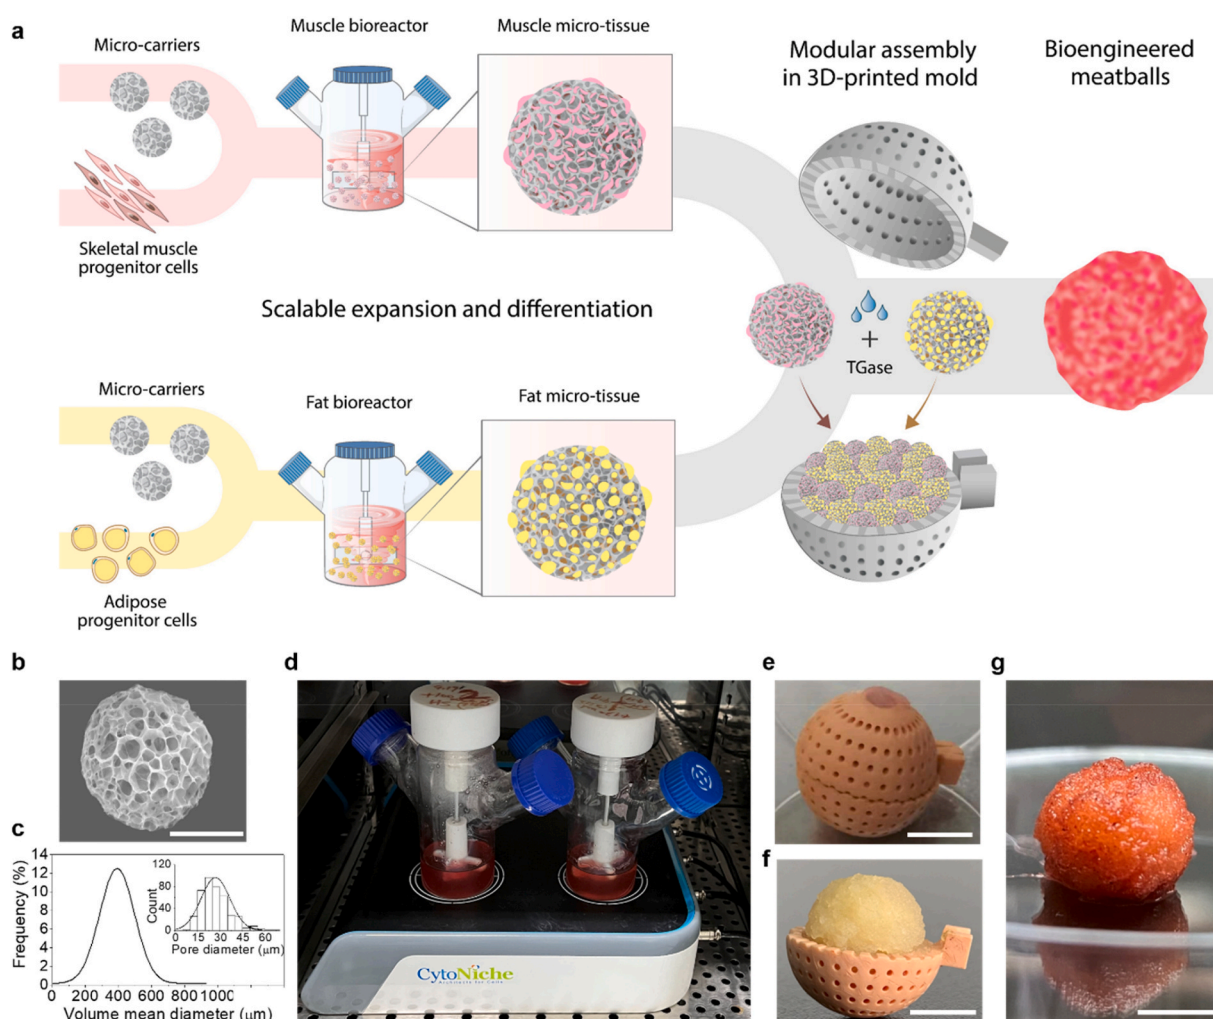 a
Micro-carriers
Muscle bioreactor
Muscle micro-tissue
Modular assembly
in 3D-printed mold
Bioengineered
meatballs
Skeletal muscle
progenitor cells
Scalable expansion and differentiation
+
TGase
Micro-carriers
Fat bioreactor
Fat micro-tissue
Adipose
progenitor cells
b
c
Frequency (%)
14
12
10
8
6
4
2
0
0 200 400 600 800 1000
Volume mean diameter (μm)
Count
120
80
40
0
0 15 30 45 60
Pore diameter (μm)
d
CytoNiche
e
f
g